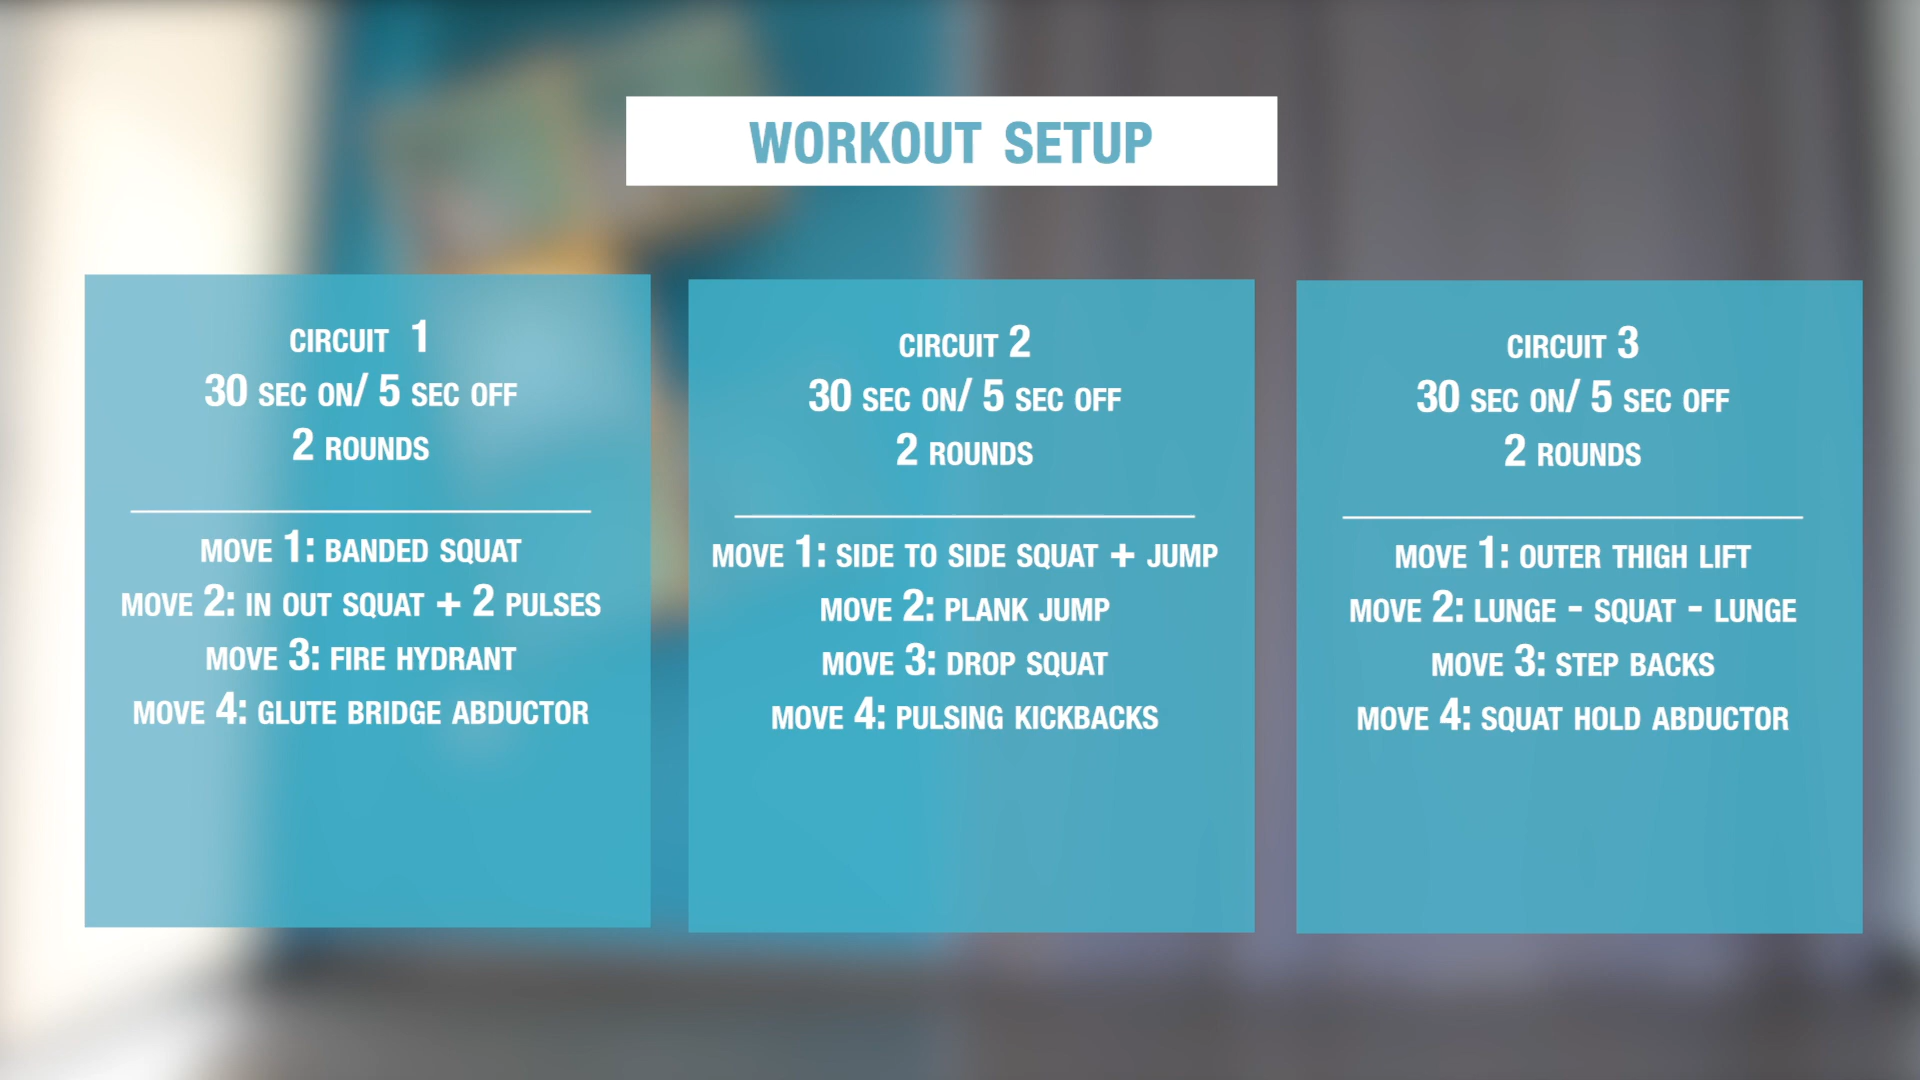 WORKOUT SETUP
CIRCUIT 1
30 SEC ON/ 5 SEC OFF
2 ROUNDS
MOVE 1: BANDED SQUAT
MOVE 2: IN OUT SQUAT + 2 PULSES
MOVE 3: FIRE HYDRANT
MOVE 4: GLUTE BRIDGE ABDUCTOR
CIRCUIT 2
30 SEC ON/ 5 SEC OFF
2 ROUNDS
MOVE 1: SIDE TO SIDE SQUAT + JUMP
MOVE 2: PLANK JUMP
MOVE 3: DROP SQUAT
MOVE 4: PULSING KICKBACKS
CIRCUIT 3
30 SEC ON/ 5 SEC OFF
2 ROUNDS
MOVE 1: OUTER THIGH LIFT
MOVE 2: LUNGE - SQUAT - LUNGE
MOVE 3: STEP BACKS
MOVE 4: SQUAT HOLD ABDUCTOR